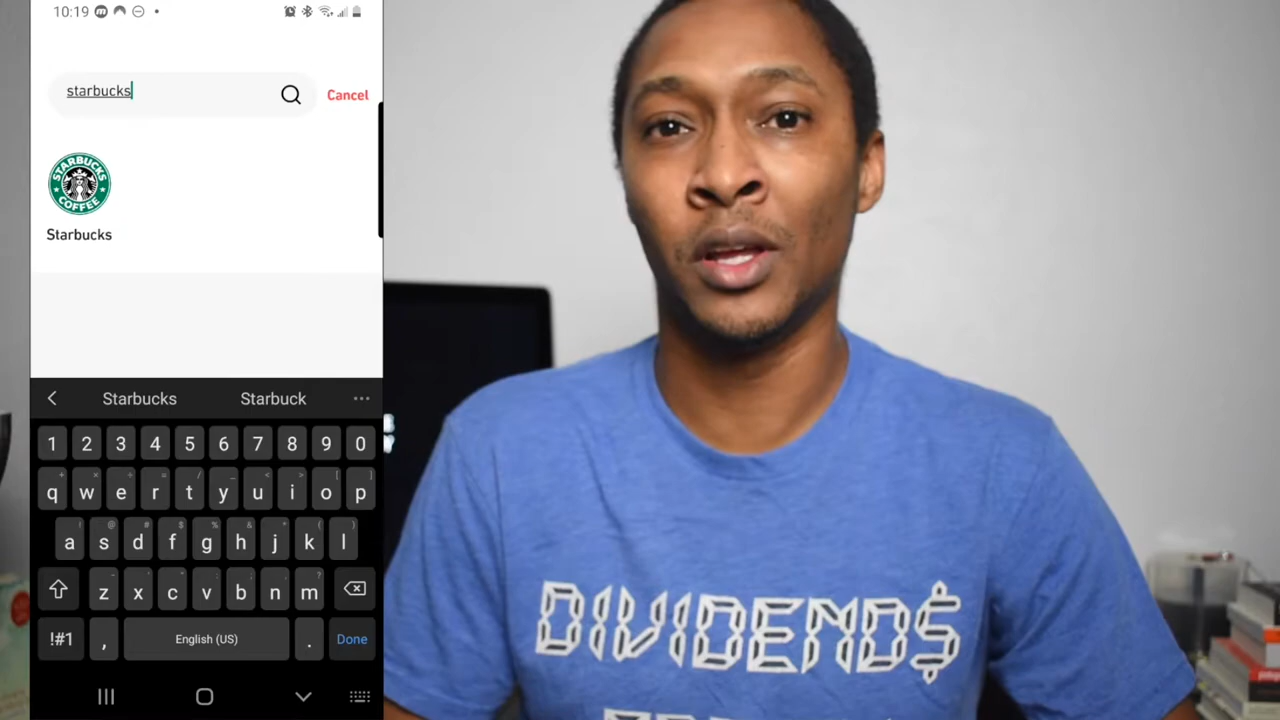 10:19
starbucks
Cancel
STARBUCKS
COFFEE
Starbucks
Starbucks Starbuck ...
1 2 3 4 5 6 7 8 9 0
q w e r t y u i o p
a s d f g h j k l
z x c v b n m
!#1 , English (US) . Done
DIVIDEND$